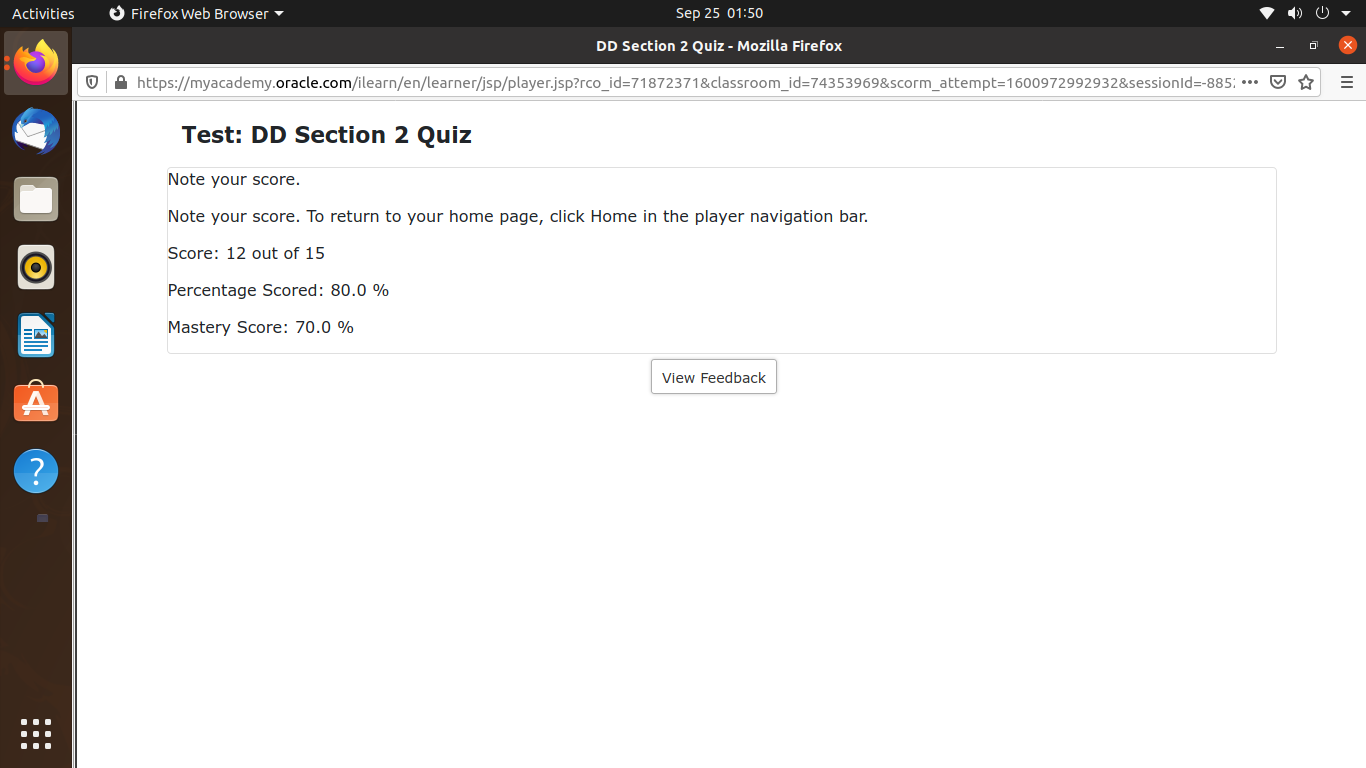 Activities
Firefox Web Browser
Sep 25 01:50
DD Section 2 Quiz - Mozilla Firefox
https://myacademy.oracle.com/ilearn/en/learner/jsp/player.jsp?rco_id=71872371&classroom_id=74353969&scorm_attempt=1600972992932&sessionId=-885
Test: DD Section 2 Quiz
Note your score.
Note your score. To return to your home page, click Home in the player navigation bar.
Score: 12 out of 15
Percentage Scored: 80.0 %
Mastery Score: 70.0 %
View Feedback